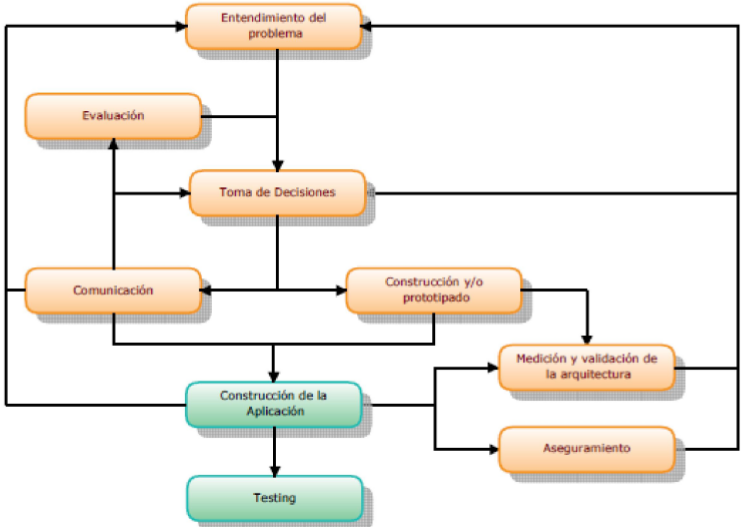 Entendimiento del
problema
Evaluación
Toma de Decisiones
Comunicación
Construcción y/o
prototipado
Medición y validación de
la arquitectura
Construcción de la
Aplicación
Aseguramiento
Testing